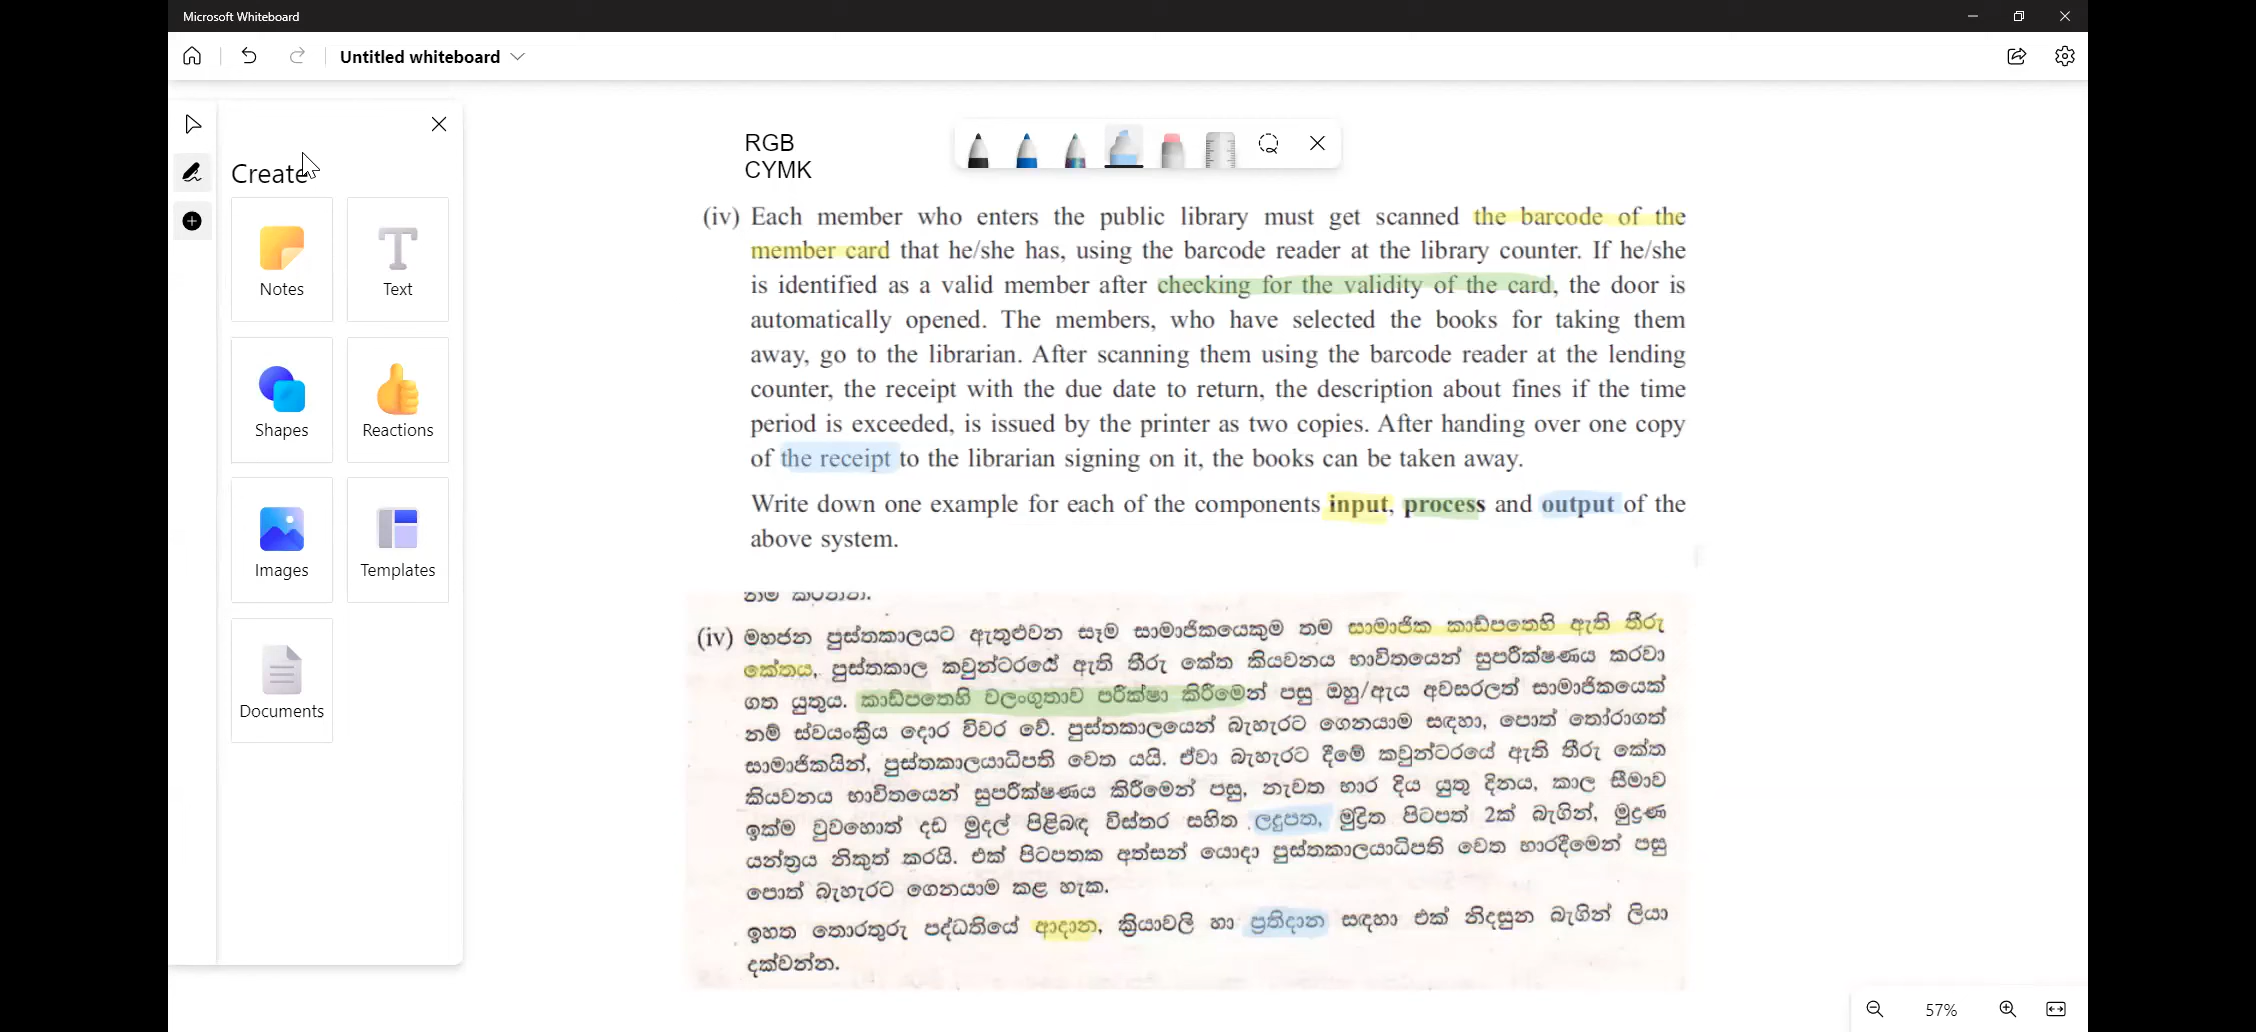 Microsoft Whiteboard
Untitled whiteboard
Create
Notes
Text
Shapes
Reactions
Images
Templates
Documents
RGB
CYMK
(iv) Each member who enters the public library must get scanned the barcode of the
member card that he/she has, using the barcode reader at the library counter. If he/she
is identified as a valid member after checking for the validity of the card, the door is
automatically opened. The members, who have selected the books for taking them
away, go to the librarian. After scanning them using the barcode reader at the lending
counter, the receipt with the due date to return, the description about fines if the time
period is exceeded, is issued by the printer as two copies. After handing over one copy
of the receipt to the librarian signing on it, the books can be taken away.
Write down one example for each of the components input, process and output of the
above system.
(iv) මහජන පුස්තකාලයට ඇතුළුවන සෑම සාමාජිකයෙකුම තම සාමාජික කාඩ්පතෙහි ඇති තීරු
කේතය, පුස්තකාල කවුන්ටරයේ ඇති තීරු කේත කියවනය භාවිතයෙන් සුපරීක්ෂණය කරවා
ගත යුතුය. කාඩ්පතෙහි වලංගුතාව පරීක්ෂා කිරීමෙන් පසු ඔහු/ඇය අවසරලත් සාමාජිකයෙක්
නම් ස්වයංක්‍රීය දොර විවර වේ. පුස්තකාලයෙන් බැහැරට ගෙනයාම සඳහා, පොත් තෝරාගත්
සාමාජිකයින්, පුස්තකාලයාධිපති වෙත යයි. ඒවා බැහැරට දීමේ කවුන්ටරයේ ඇති තීරු කේත
කියවනය භාවිතයෙන් සුපරීක්ෂණය කිරීමෙන් පසු, නැවත භාර දිය යුතු දිනය, කාල සීමාව
ඉක්ම වුවහොත් දඩ මුදල් පිළිබඳ විස්තර සහිත ලදුපත, මුද්‍රිත පිටපත් 2ක් බැගින්, මුද්‍රණ
යන්ත්‍රය නිකුත් කරයි. එක් පිටපතක අත්සන් යොදා පුස්තකාලයාධිපති වෙත භාරදීමෙන් පසු
පොත් බැහැරට ගෙනයාම කළ හැක.
ඉහත තොරතුරු පද්ධතියේ ආදාන, ක්‍රියාවලි හා ප්‍රතිදාන සඳහා එක් නිදසුන බැගින් ලියා
දක්වන්න.
57%